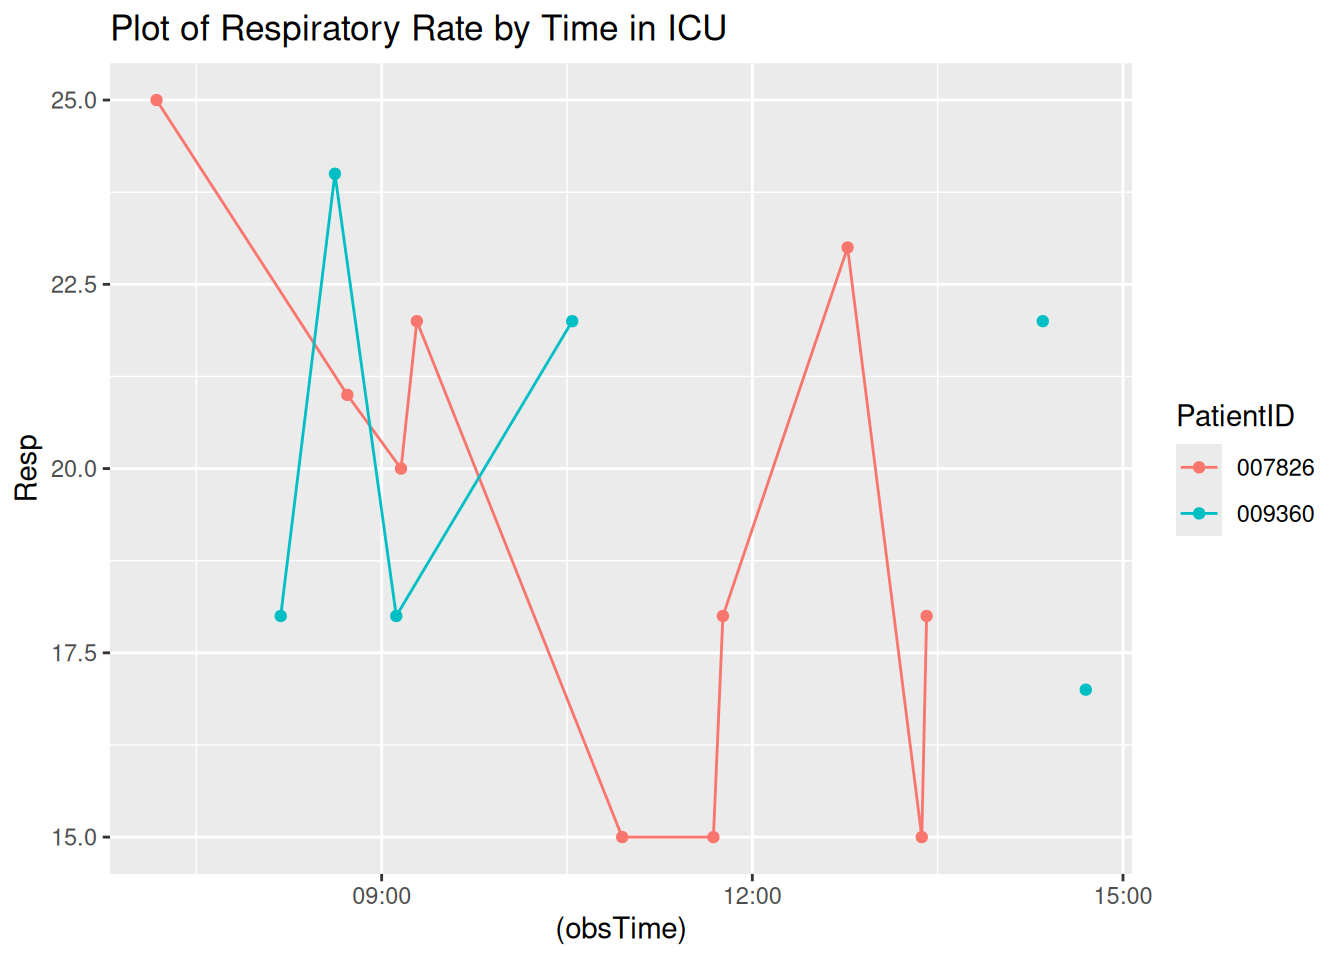 Plot of Respiratory Rate by Time in ICU
25.0
22.5
20.0
17.5
15.0
Resp
09:00
12:00
15:00
(obsTime)
PatientID
007826
009360